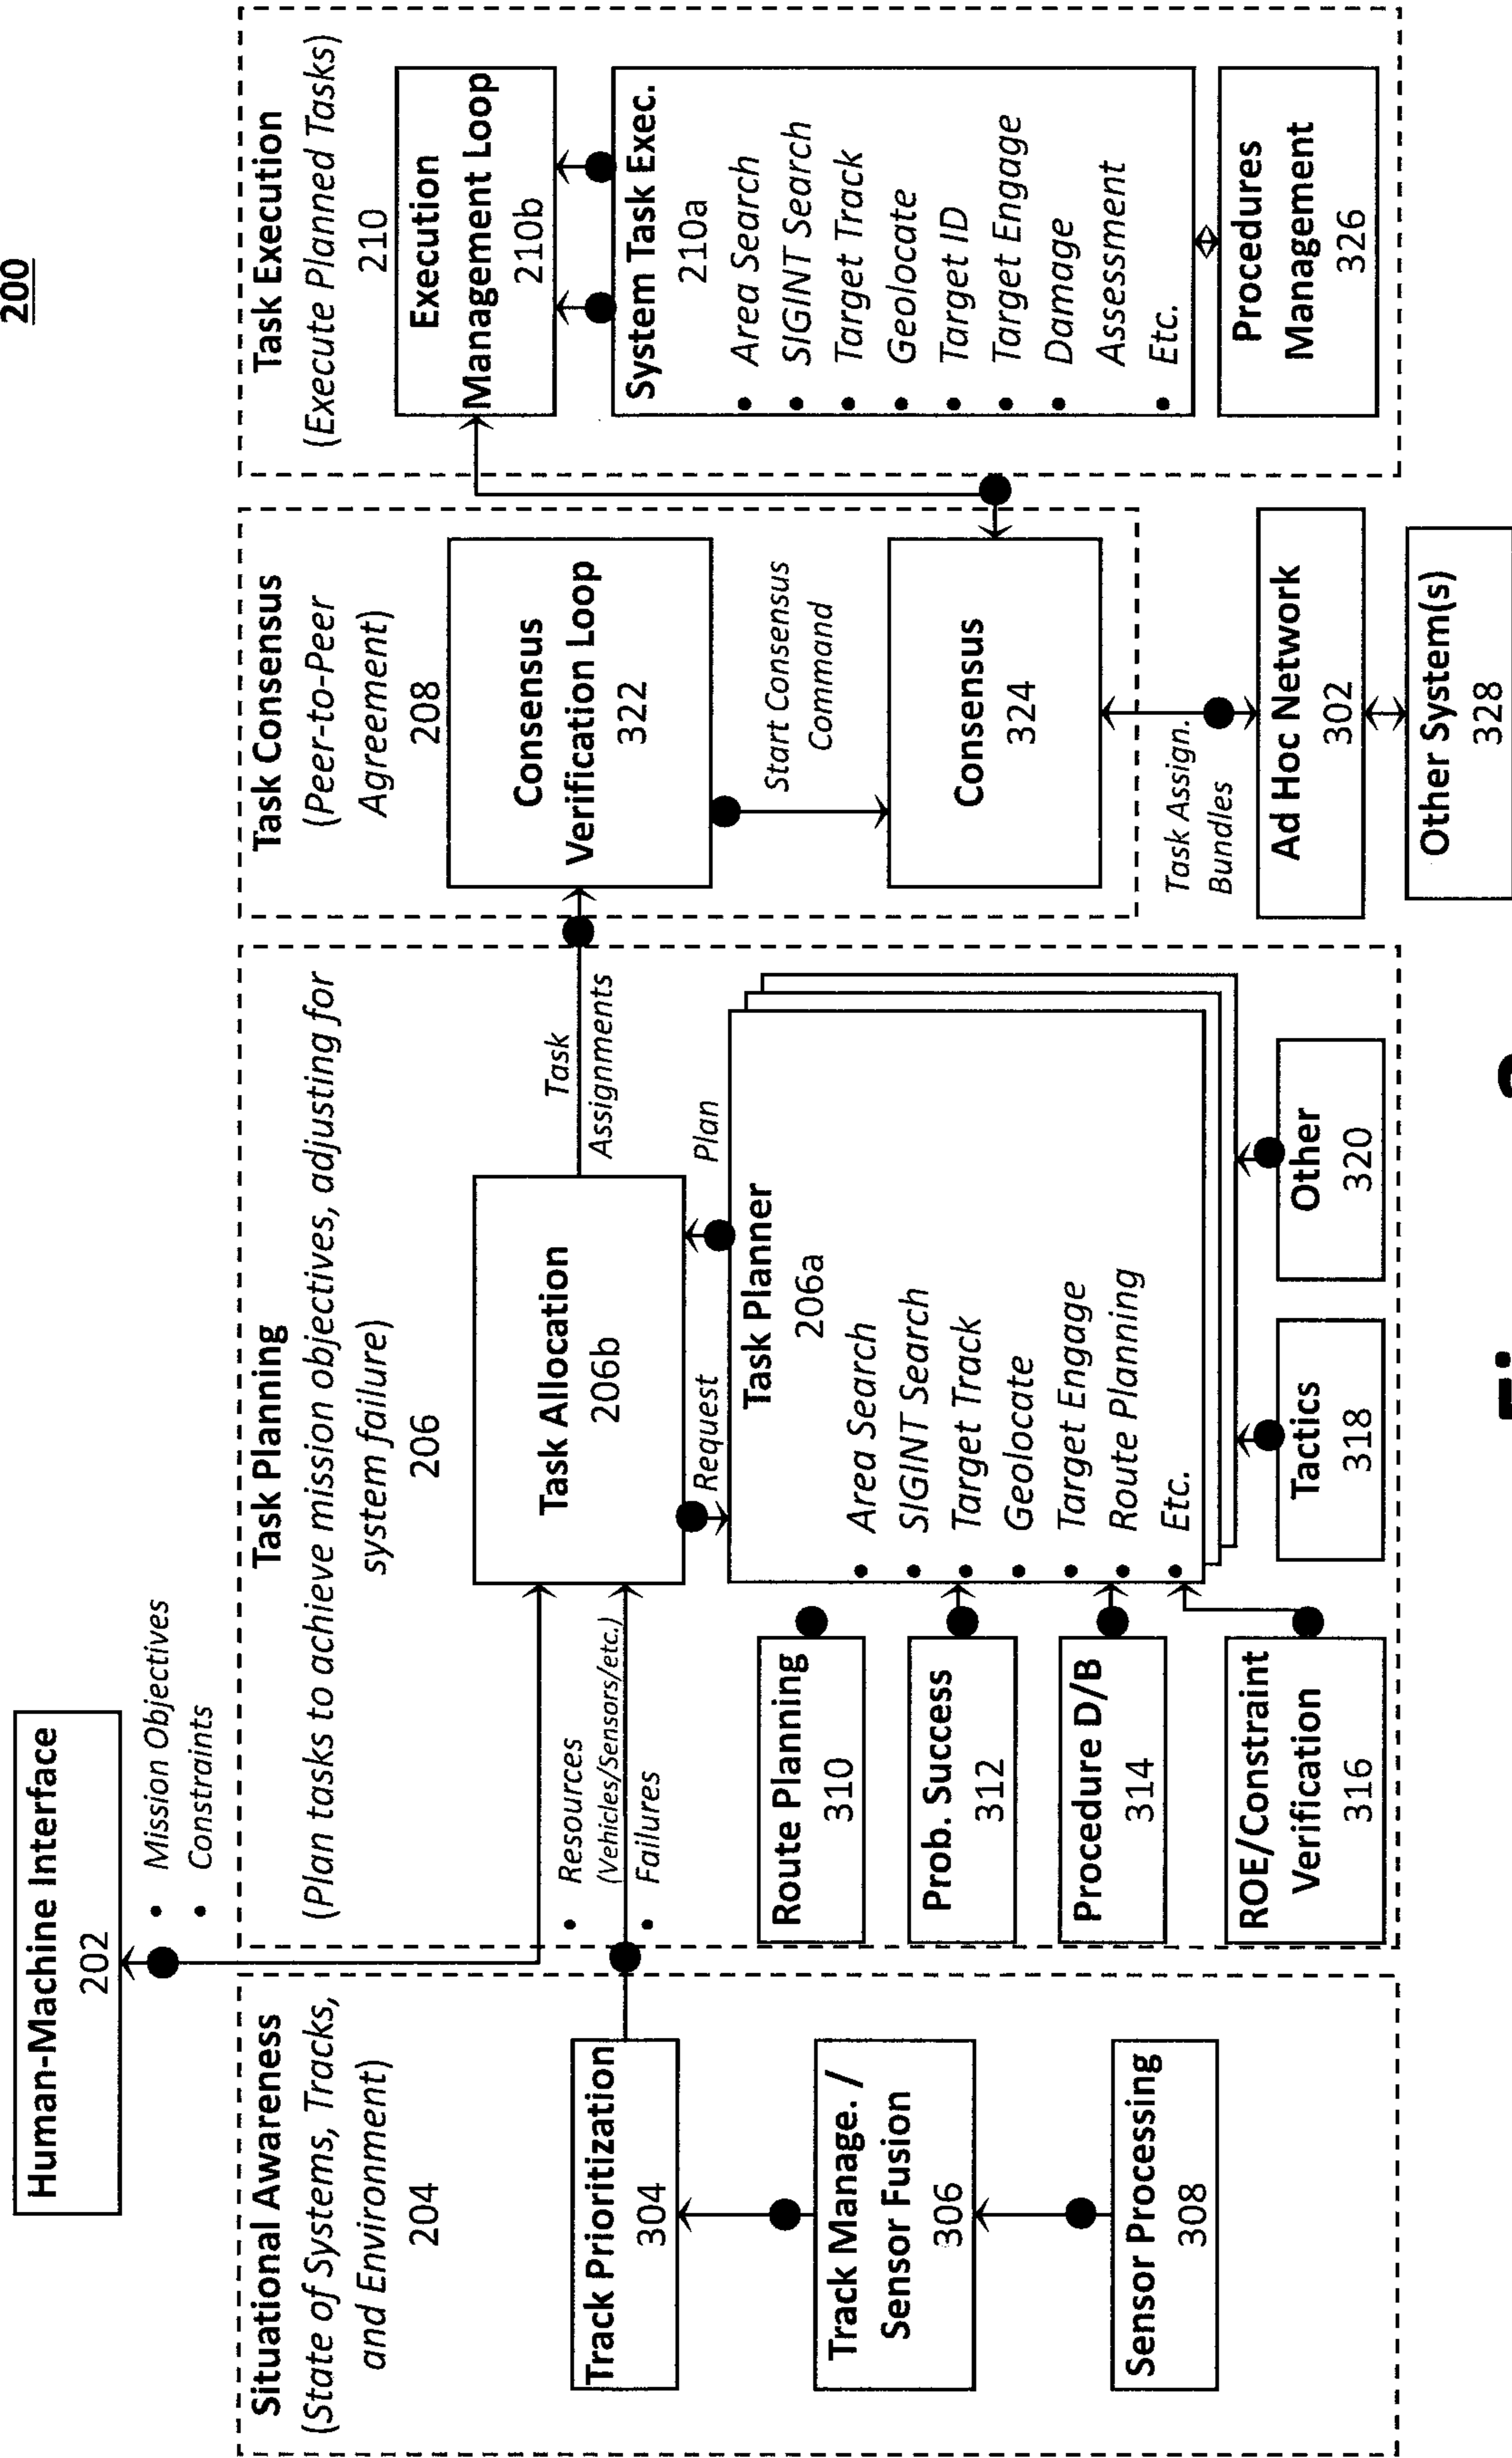 200
Human-Machine Interface
202
• Mission Objectives
• Constraints
Situational Awareness
(State of Systems, Tracks,
and Environment)
204
Track Prioritization
304
Track Manage. /
Sensor Fusion
306
Sensor Processing
308
Task Planning
(Plan tasks to achieve mission objectives, adjusting for
system failure)
206
• Resources
(Vehicles/Sensors/etc.)
• Failures
Task Allocation
206b
Task
Assignments
Request
Plan
Task Planner
206a
• Area Search
• SIGINT Search
• Target Track
• Geolocate
• Target Engage
• Route Planning
• Etc.
Route Planning
310
Prob. Success
312
Procedure D/B
314
ROE/Constraint
Verification
316
Tactics
318
Other
320
Task Consensus
(Peer-to-Peer
Agreement)
208
Consensus
Verification Loop
322
Start Consensus
Command
Consensus
324
Task Assign.
Bundles
Ad Hoc Network
302
Other System(s)
328
Task Execution
(Execute Planned Tasks)
210
Execution
Management Loop
210b
System Task Exec.
210a
• Area Search
• SIGINT Search
• Target Track
• Geolocate
• Target ID
• Target Engage
• Damage
Assessment
• Etc.
Procedures
Management
326